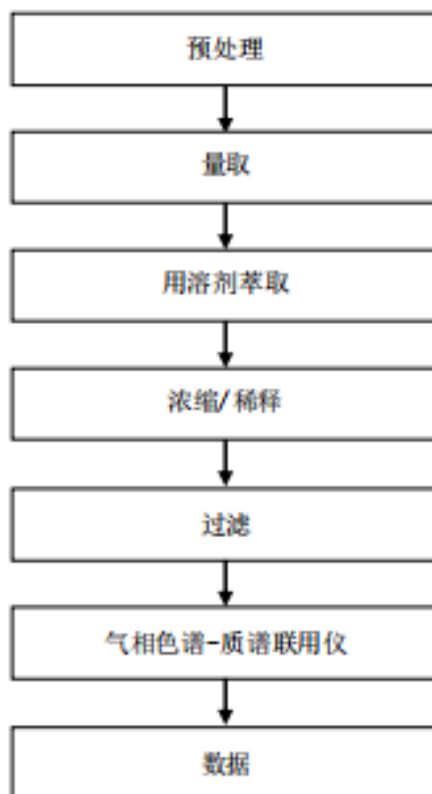 预处理
量取
用溶剂萃取
浓缩/稀释
过滤
气相色谱-质谱联用仪
数据